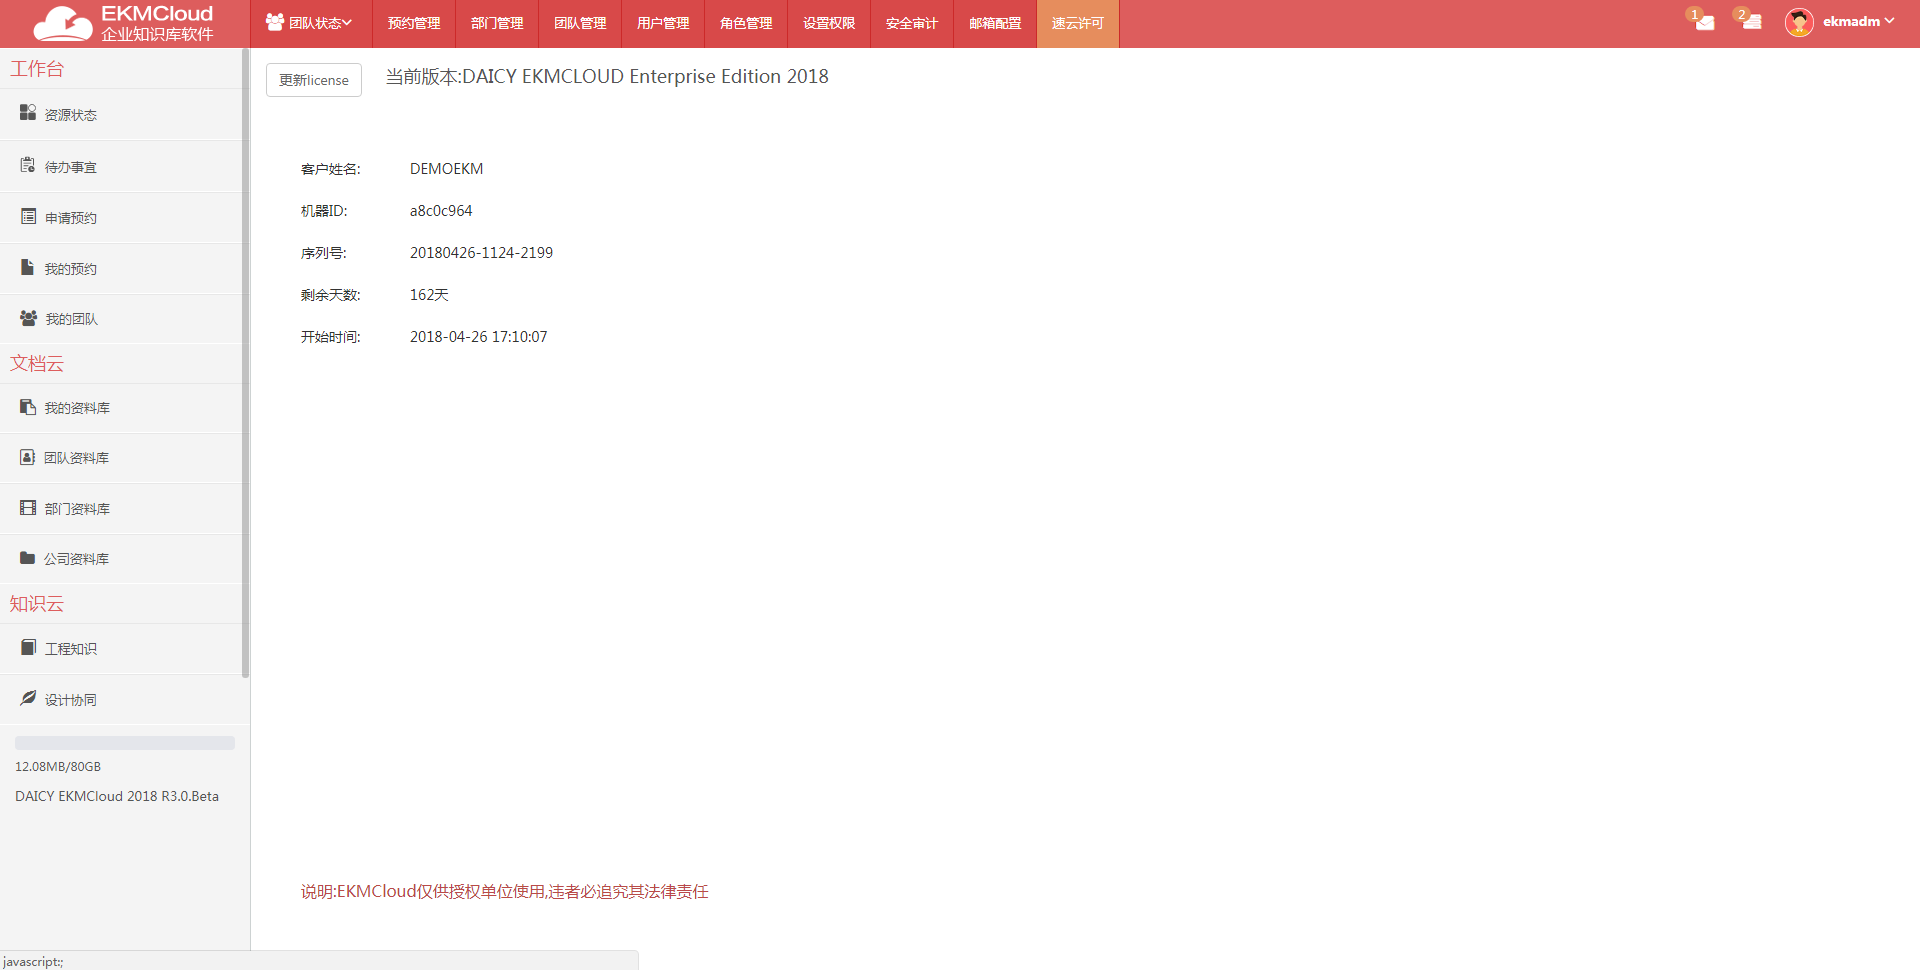 EKMCloud
企业知识库软件
团队状态 预约管理 部门管理 团队管理 用户管理 角色管理 设置权限 安全审计 邮箱配置 速云许可 1 2 ekmadm
工作台
资源状态
待办事宜
申请预约
我的预约
我的团队
文档云
我的资料库
团队资料库
部门资料库
公司资料库
知识云
工程知识
设计协同
12.08MB/80GB
DAICY EKMCloud 2018 R3.0.Beta
更新license 当前版本:DAICY EKMCLOUD Enterprise Edition 2018
客户姓名: DEMOEKM
机器ID: a8c0c964
序列号: 20180426-1124-2199
剩余天数: 162天
开始时间: 2018-04-26 17:10:07
说明:EKMCloud仅供授权单位使用,违者必追究其法律责任
javascript:;